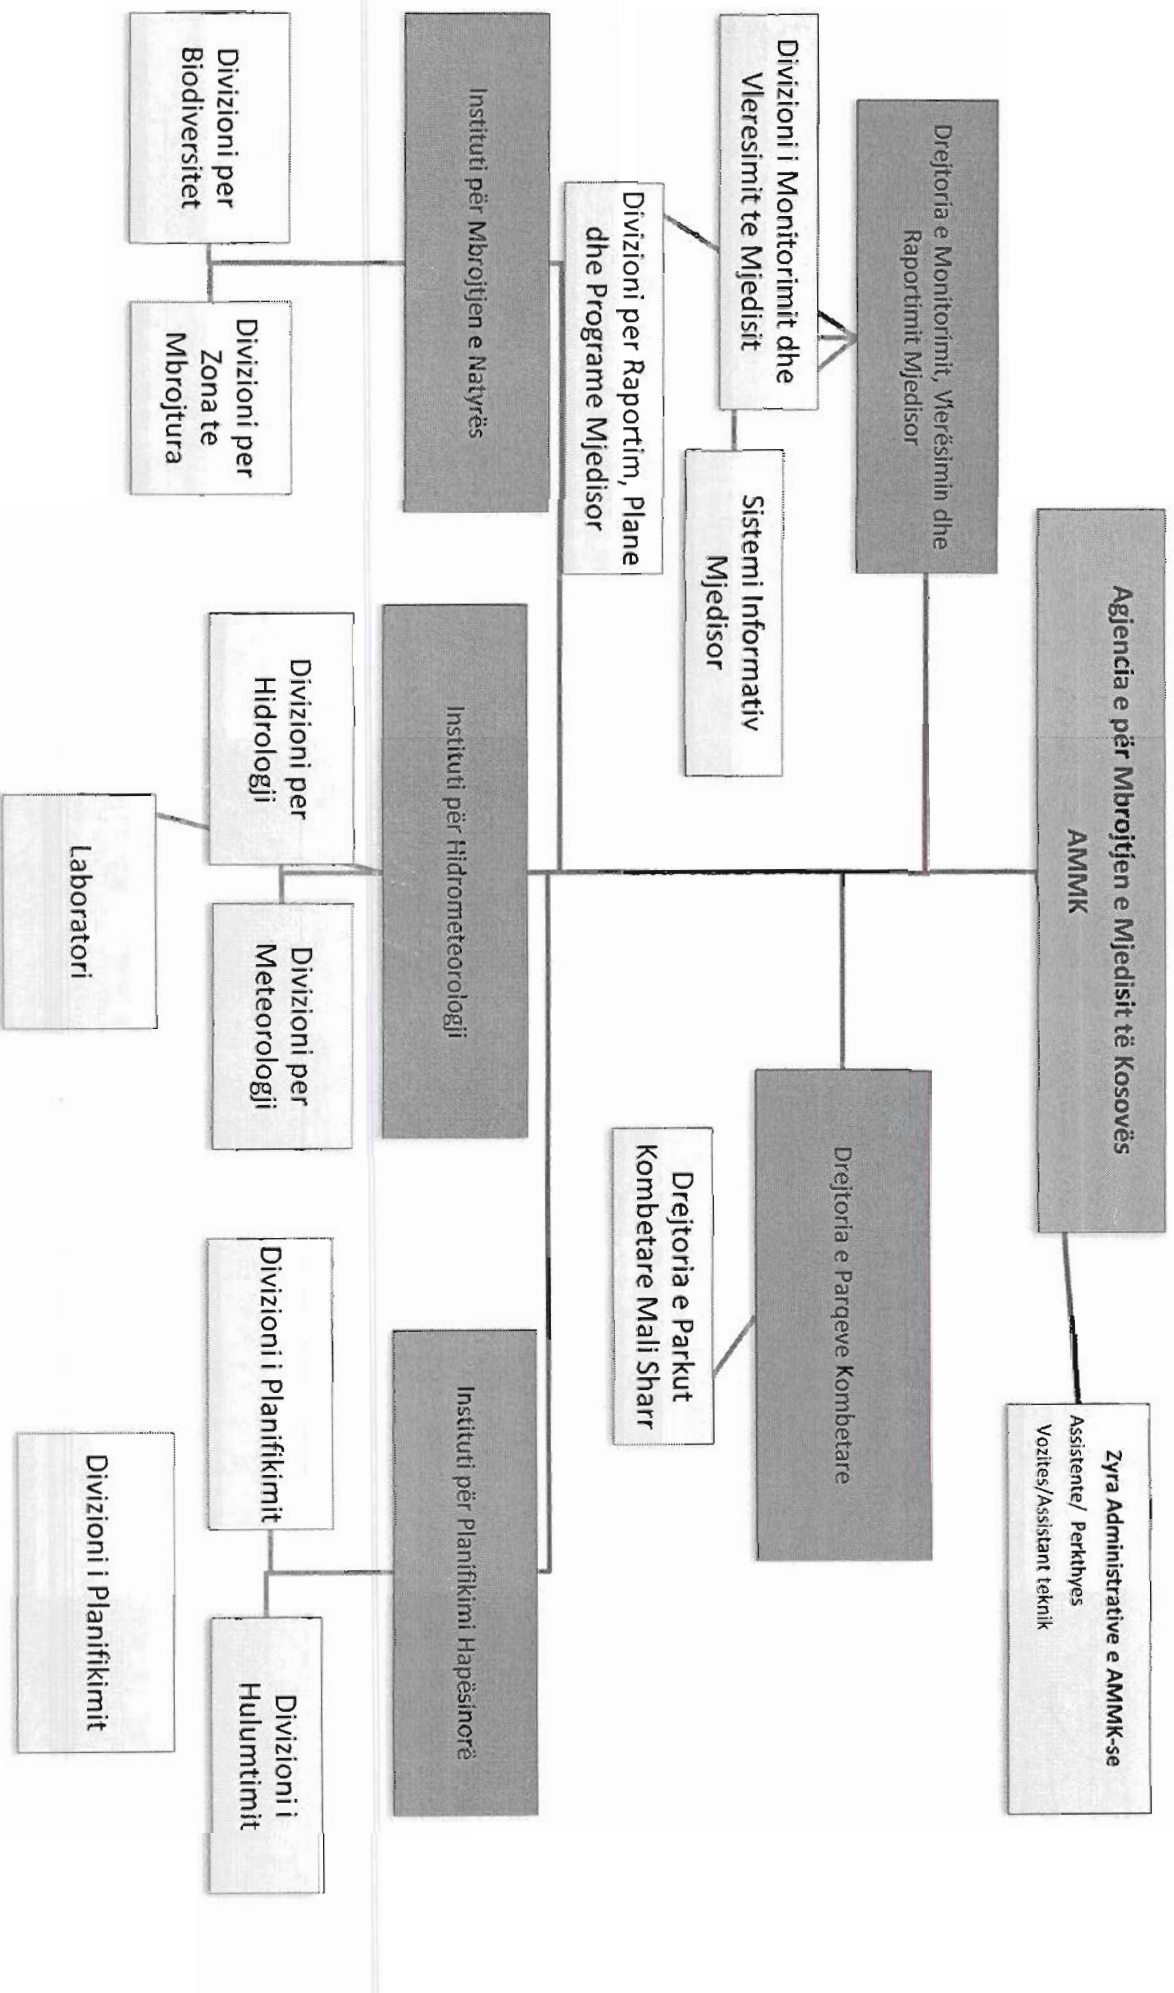 Agjencia e për Mbrojtjen e Mjedisit të Kosovës
AMMK
Zyra Administrative e AMMK-se
Assistente/ Perkthyes
Vozites/Assistant teknik
Drejtoria e Monitorimit, Vlerësimin dhe
Raportimit Mjedisor
Drejtoria e Parqeve Kombetare
Divizioni i Monitorimit dhe
Vleresimit te Mjedisit
Sistemi Informativ
Mjedisor
Divizioni per Raportim, Plane
dhe Programe Mjedisor
Drejtoria e Parkut
Kombetare Mali Sharr
Instituti për Mbrojtjen e Natyrës
Instituti për Hidrometeorologji
Instituti për Planifikimi Hapësinorë
Divizioni per
Biodiversitet
Divizioni per
Zona te
Mbrojtura
Divizioni per
Hidrologji
Divizioni per
Meteorologji
Divizioni i Planifikimit
Divizioni i
Hulumtimit
Laboratori
Divizioni i Planifikimit